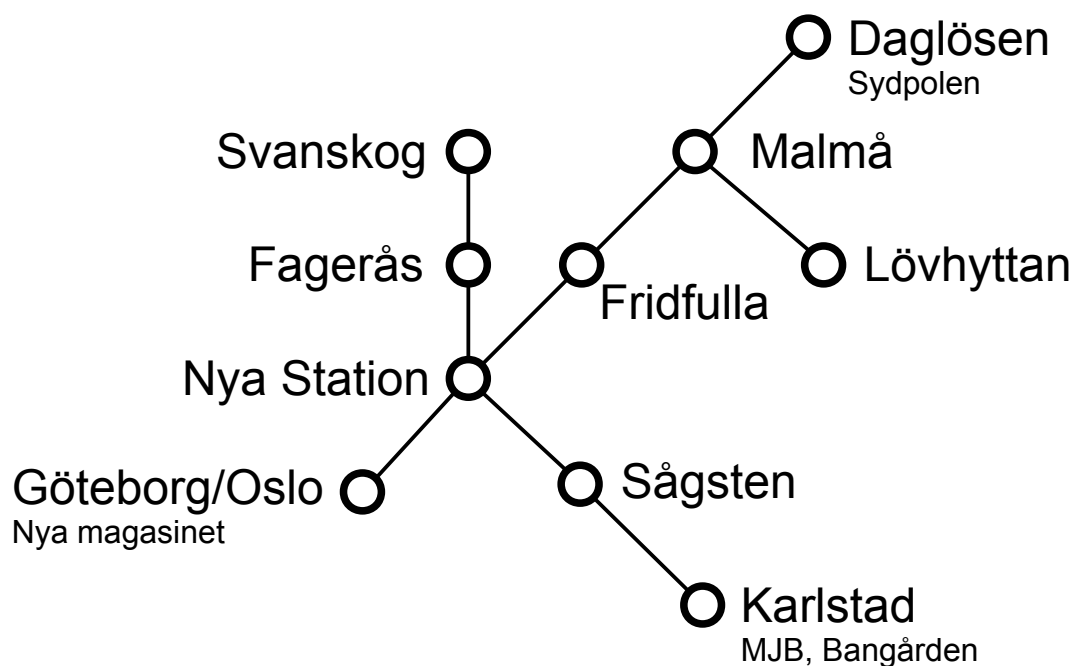 Daglösen
Sydpolen
Svanskog
Malmå
Fagerås
Lövhyttan
Fridfulla
Nya Station
Göteborg/Oslo
Nya magasinet
Sågsten
Karlstad
MJB, Bangården